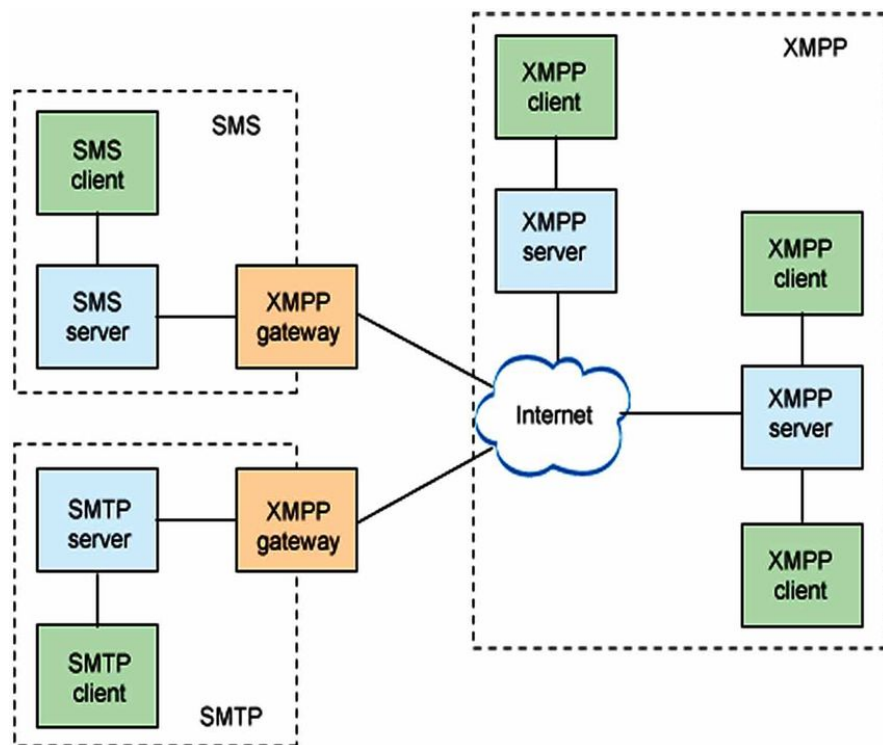 SMS
SMS
client
SMS
server
XMPP
gateway
SMTP
server
XMPP
gateway
SMTP
client
SMTP
XMPP
XMPP
client
XMPP
server
Internet
XMPP
client
XMPP
server
XMPP
client